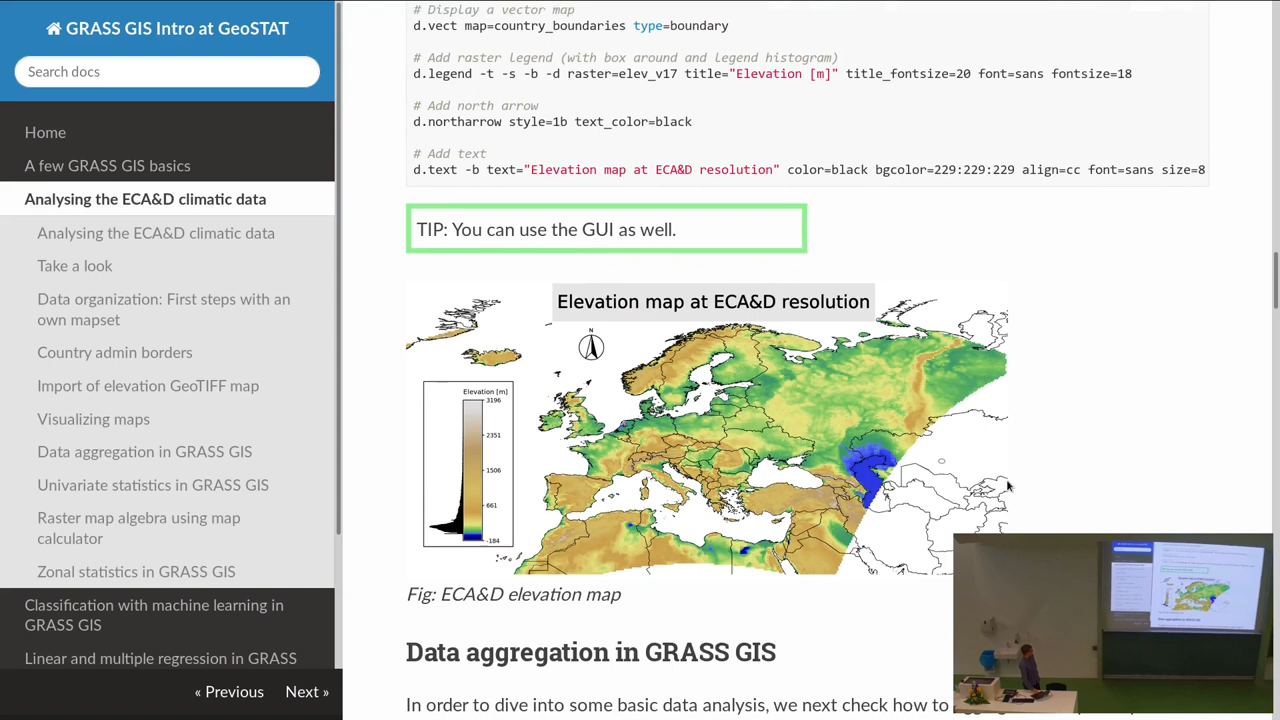 GRASS GIS Intro at GeoSTAT
Search docs
Home
A few GRASS GIS basics
Analysing the ECA&D climatic data
Analysing the ECA&D climatic data
Take a look
Data organization: First steps with an
own mapset
Country admin borders
Import of elevation GeoTIFF map
Visualizing maps
Data aggregation in GRASS GIS
Univariate statistics in GRASS GIS
Raster map algebra using map
calculator
Zonal statistics in GRASS GIS
Classification with machine learning in
GRASS GIS
Linear and multiple regression in GRASS
« Previous Next »
# Display a vector map
d.vect map=country_boundaries type=boundary
# Add raster legend (with box around and legend histogram)
d.legend -t -s -b -d raster=elev_v17 title="Elevation [m]" title_fontsize=20 font=sans fontsize=18
# Add north arrow
d.northarrow style=1b text_color=black
# Add text
d.text -b text="Elevation map at ECA&D resolution" color=black bgcolor=229:229:229 align=cc font=sans size=8
TIP: You can use the GUI as well.
Elevation map at ECA&D resolution
N
Elevation [m]
3196
2351
1506
661
-184
Fig: ECA&D elevation map
Data aggregation in GRASS GIS
In order to dive into some basic data analysis, we next check how to